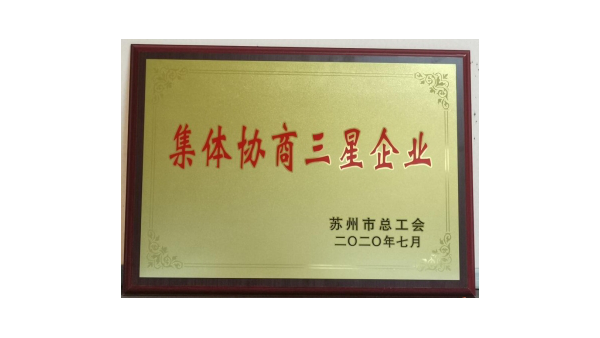 集体协商三星企业
苏州市总工会
二〇二〇年七月